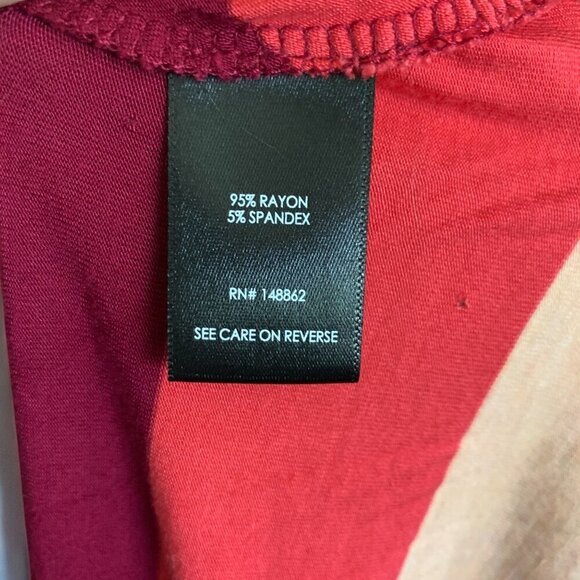 95% RAYON
5% SPANDEX
RN# 148862
SEE CARE ON REVERSE